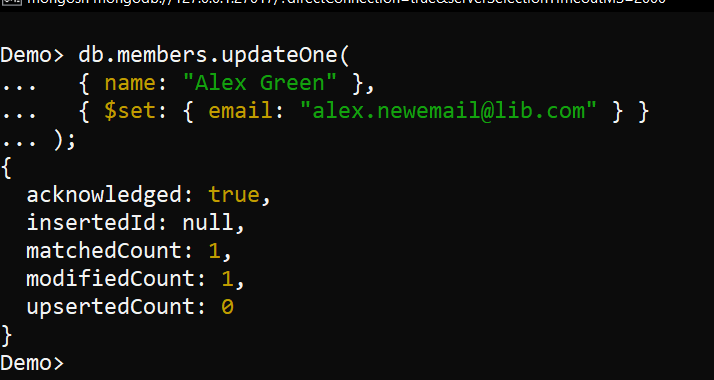 mongosh mongodb://127.0.0.1:27017/?directConnection=true&serverSelectionTimeoutMS=2000
Demo> db.members.updateOne(
...   { name: "Alex Green" },
...   { $set: { email: "alex.newemail@lib.com" } }
... );
{
  acknowledged: true,
  insertedId: null,
  matchedCount: 1,
  modifiedCount: 1,
  upsertedCount: 0
}
Demo>